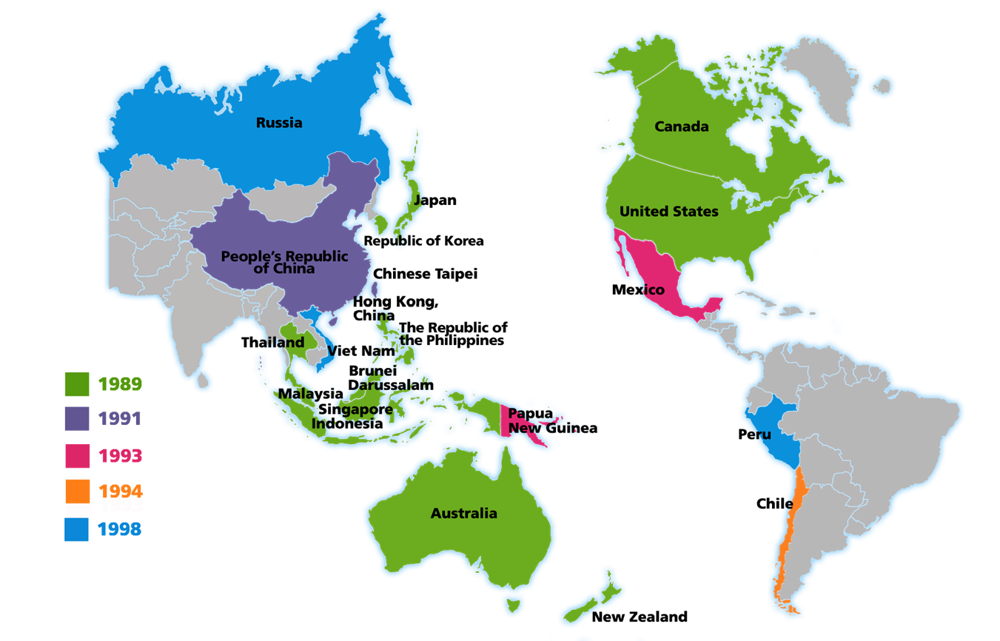 Russia
Canada
Japan
United States
Republic of Korea
People's Republic
of China
Chinese Taipei
Mexico
Hong Kong,
China
The Republic of
the Philippines
Thailand
Viet Nam
Brunei
Darussalam
Malaysia
Singapore
Indonesia
Papua
New Guinea
Peru
Chile
Australia
New Zealand
1989
1991
1993
1994
1998